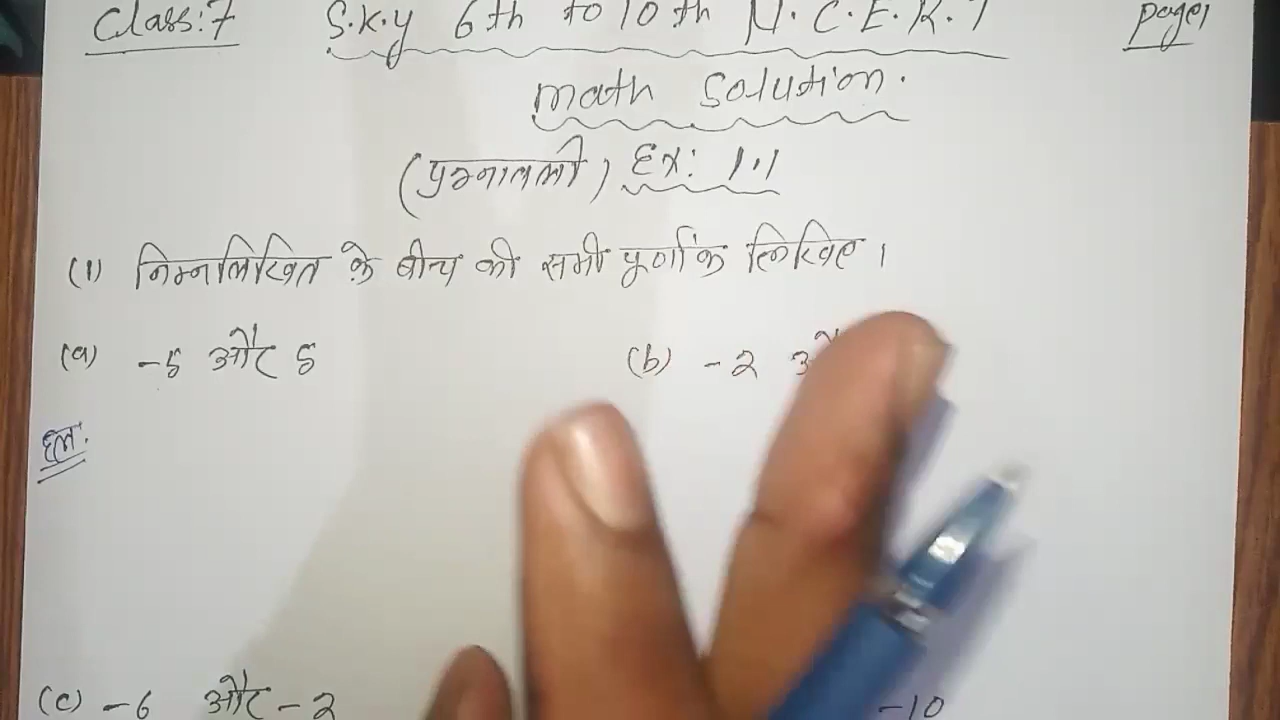 Class:7 S.K.y 6th to 10th N.C.E.R.T page1
math solution.
(प्रश्नावली) Ex: 1.1
(1) निम्नलिखित के बीच की सभी पूर्णांक लिखिए।
(a) -5 और 5 (b) -2
हल.
(c) -6 और -2 -10